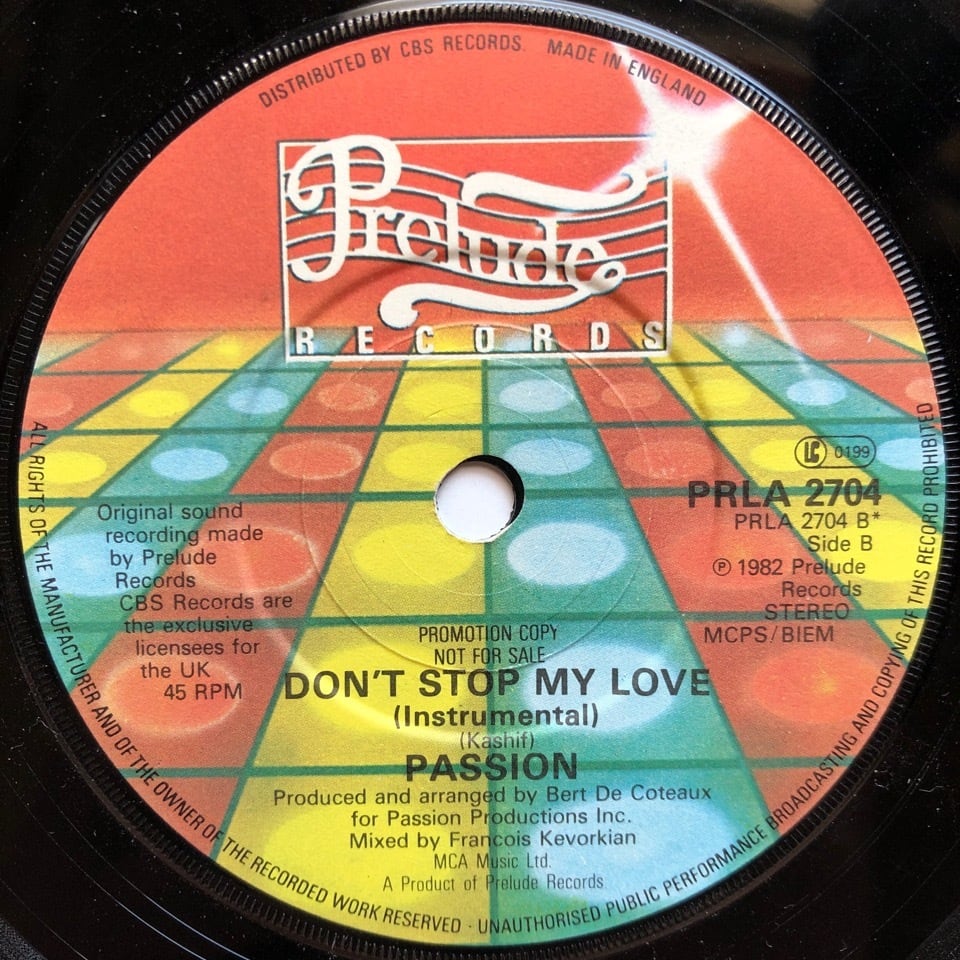 DISTRIBUTED BY CBS RECORDS. MADE IN ENGLAND
Prelude
RECORDS
LC 0199
PRLA 2704
PRLA 2704 B*
Side B
℗ 1982 Prelude
Records
STEREO
MCPS/BIEM
Original sound
recording made
by Prelude
Records
CBS Records are
the exclusive
licensees for
the UK
45 RPM
PROMOTION COPY
NOT FOR SALE
DON'T STOP MY LOVE
(Instrumental)
(Kashif)
PASSION
Produced and arranged by Bert De Coteaux
for Passion Productions Inc.
Mixed by Francois Kevorkian
MCA Music Ltd.
A Product of Prelude Records
ALL RIGHTS OF THE MANUFACTURER AND OF THE OWNER OF THE RECORDED WORK RESERVED · UNAUTHORISED PUBLIC PERFORMANCE BROADCASTING AND COPYING OF THIS RECORD PROHIBITED